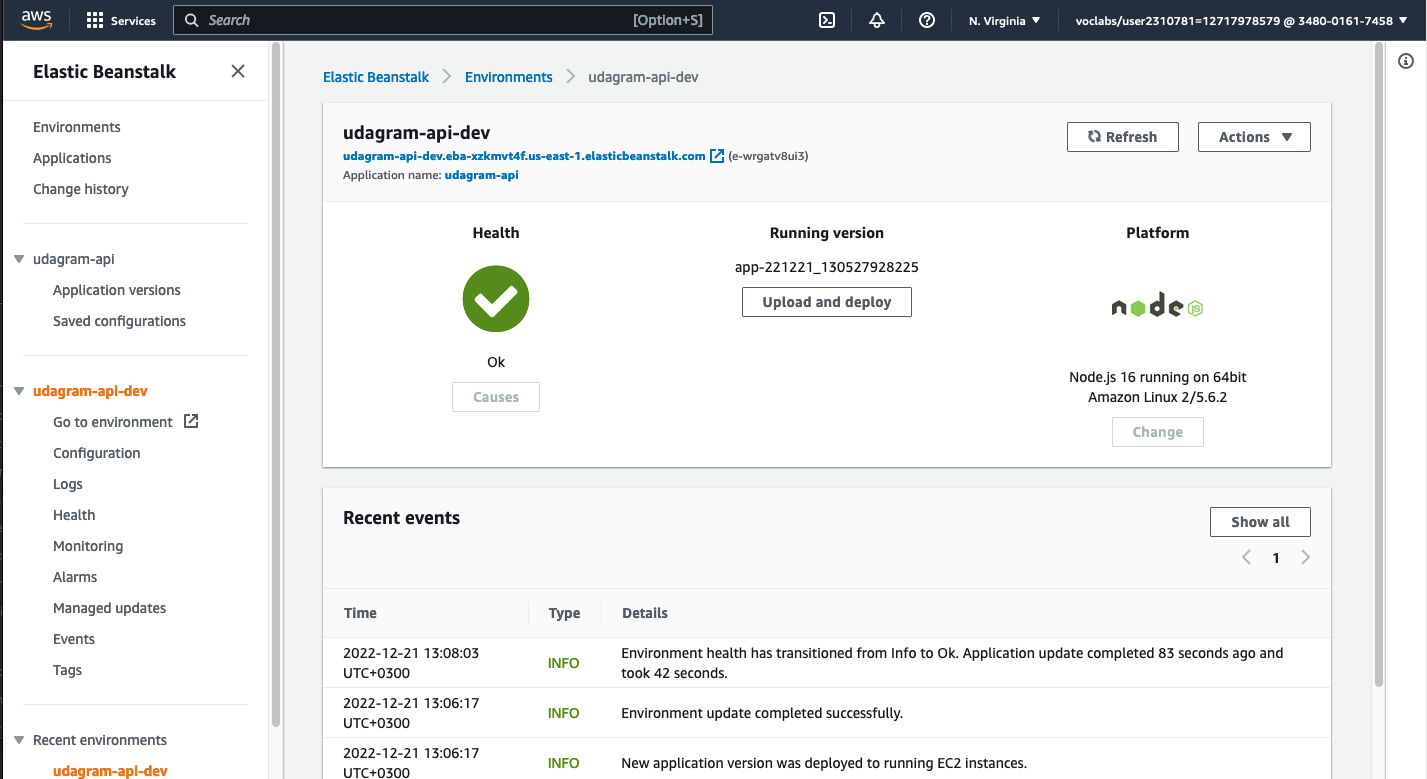 aws
Services
Search
[Option+S]
N. Virginia
voclabs/user2310781=12717978579 @ 3480-0161-7458
Elastic Beanstalk
Environments
Applications
Change history
udagram-api
Application versions
Saved configurations
udagram-api-dev
Go to environment
Configuration
Logs
Health
Monitoring
Alarms
Managed updates
Events
Tags
Recent environments
udagram-api-dev
Elastic Beanstalk
Environments
udagram-api-dev
udagram-api-dev
udagram-api-dev.eba-xzkmvt4f.us-east-1.elasticbeanstalk.com (e-wrgatv8ui3)
Application name: udagram-api
Refresh
Actions
Health
Ok
Causes
Running version
app-221221_130527928225
Upload and deploy
Platform
node
JS
Node.js 16 running on 64bit
Amazon Linux 2/5.6.2
Change
Recent events
Show all
1
Time
Type
Details
2022-12-21 13:08:03
UTC+0300
INFO
Environment health has transitioned from Info to Ok. Application update completed 83 seconds ago and
took 42 seconds.
2022-12-21 13:06:17
UTC+0300
INFO
Environment update completed successfully.
2022-12-21 13:06:17
UTC+0300
INFO
New application version was deployed to running EC2 instances.